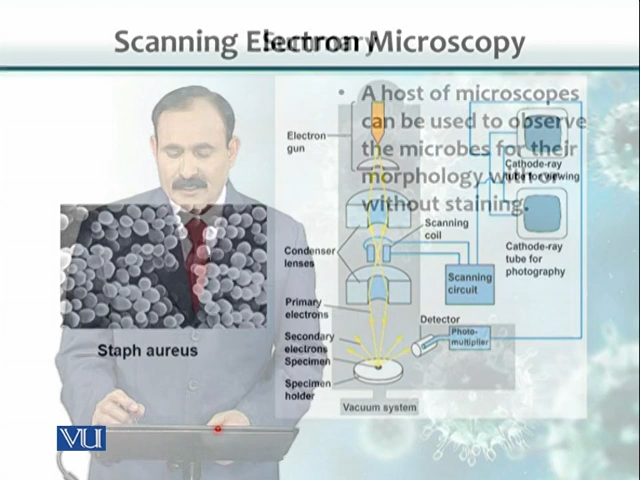 Scanning Electron Microscopy
Summary
• A host of microscopes
can be used to observe
the microbes for their
morphology with or
without staining.
Electron
gun
Cathode-ray
tube for viewing
Scanning
coil
Condenser
lenses
Cathode-ray
tube for
photography
Scanning
circuit
Primary
electrons
Detector
Photo-
multiplier
Secondary
electrons
Specimen
Specimen
holder
Vacuum system
Staph aureus
VU